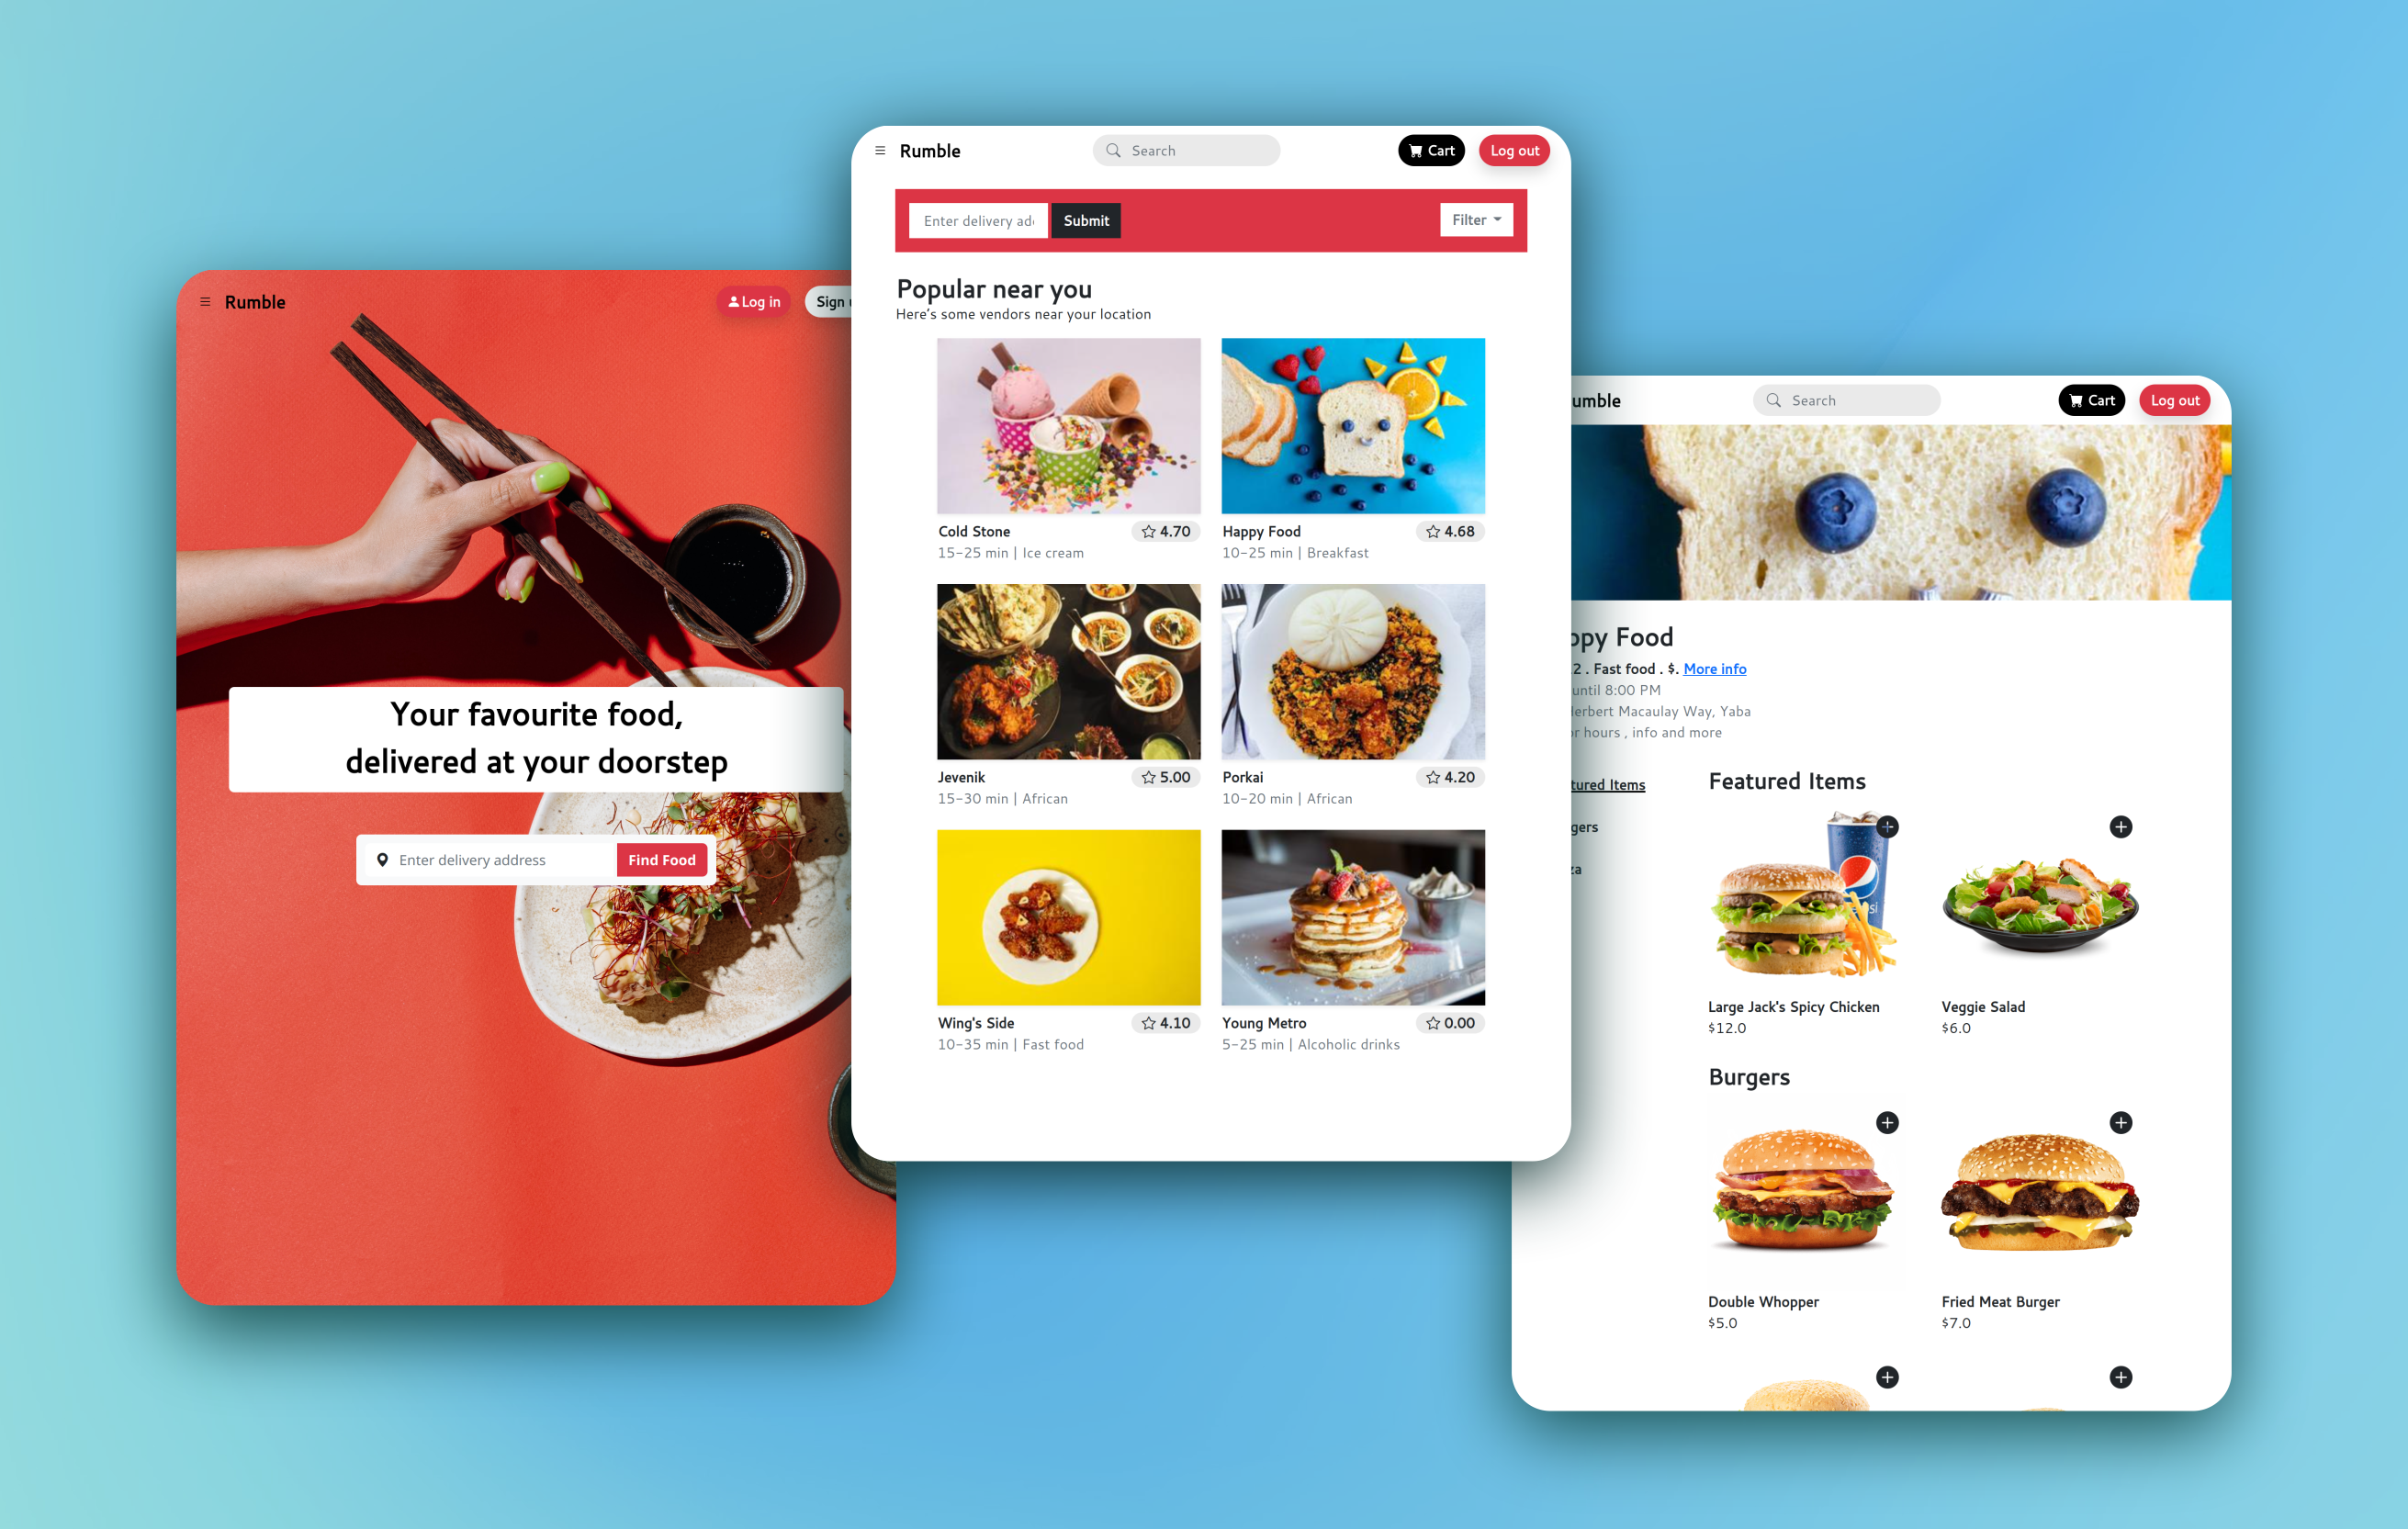 Rumble
Log in
Sign
Your favourite food,
delivered at your doorstep
Enter delivery address
Find Food
Rumble
Search
Cart
Log out
Enter delivery ad
Submit
Filter
Popular near you
Here's some vendors near your location
Cold Stone
4.70
15-25 min | Ice cream
Happy Food
4.68
10-25 min | Breakfast
Jevenik
5.00
15-30 min | African
Porkai
4.20
10-20 min | African
Wing's Side
4.10
10-35 min | Fast food
Young Metro
0.00
5-25 min | Alcoholic drinks
umble
Search
Cart
Log out
ppy Food
2 . Fast food . $. More info
until 8:00 PM
Herbert Macaulay Way, Yaba
or hours , info and more
tured Items
gers
za
Featured Items
Large Jack's Spicy Chicken
$12.0
Veggie Salad
$6.0
Burgers
Double Whopper
$5.0
Fried Meat Burger
$7.0